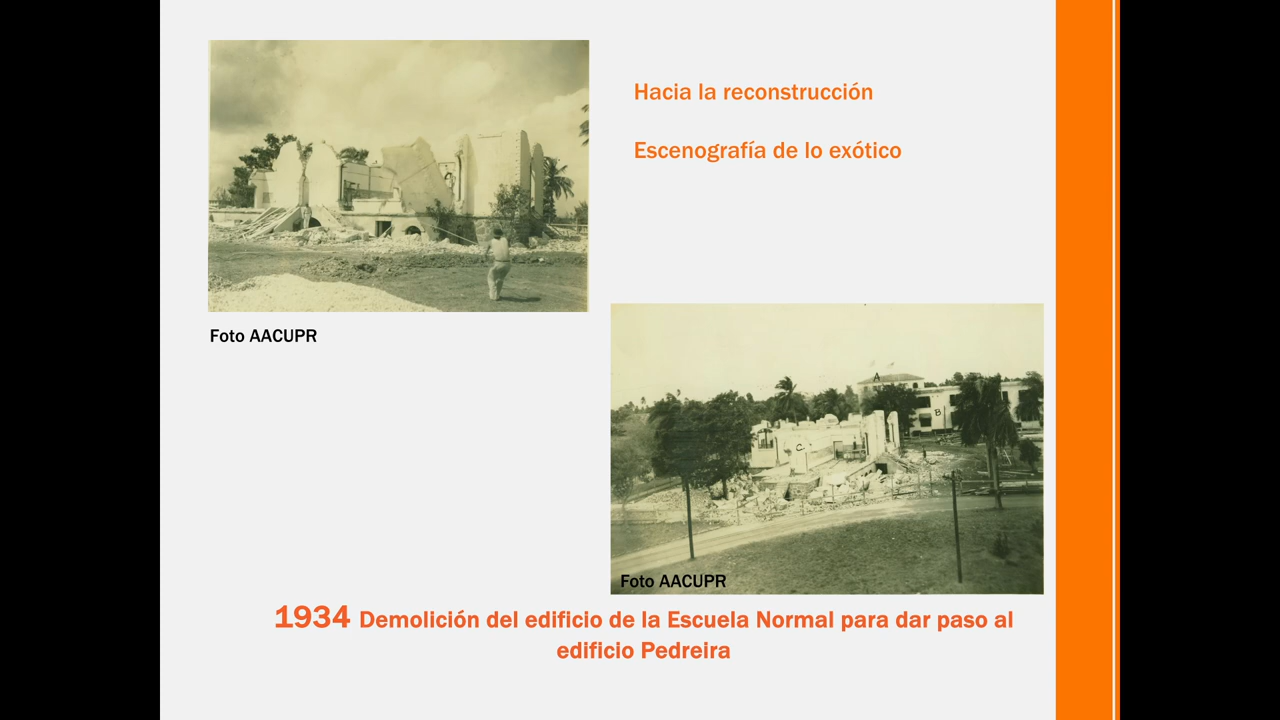 Hacia la reconstrucción
Escenografía de lo exótico
Foto AACUPR
A
B
C
Foto AACUPR
1934 Demolición del edificio de la Escuela Normal para dar paso al
edificio Pedreira